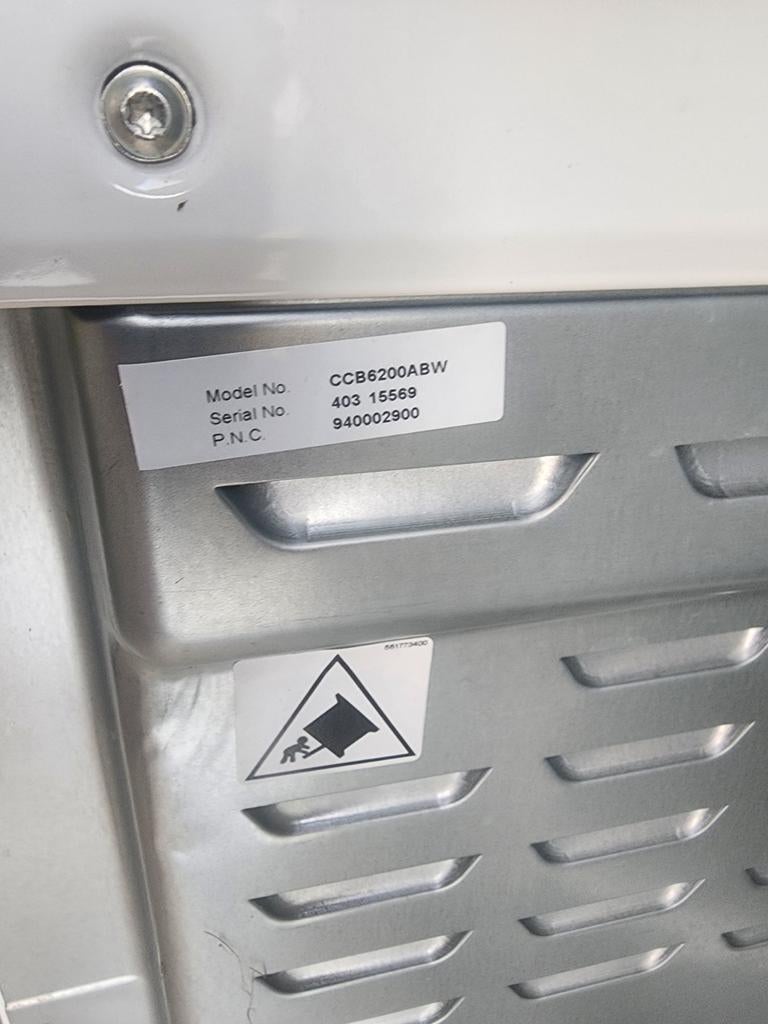 Model No. CCB6200ABW
Serial No. 403 15569
P.N.C. 940002900
561773400